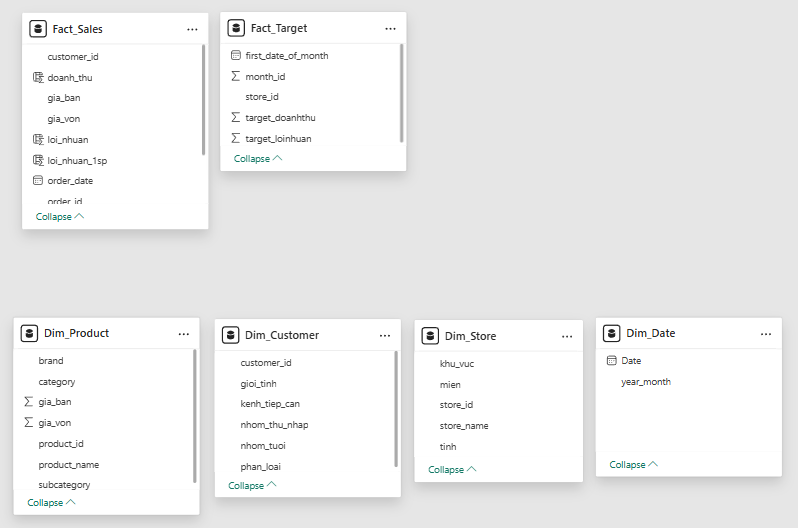 Fact_Sales
customer_id
doanh_thu
gia_ban
gia_von
loi_nhuan
loi_nhuan_1sp
order_date
order_id
Collapse
Fact_Target
first_date_of_month
month_id
store_id
target_doanhthu
target_loinhuan
Collapse
Dim_Product
brand
category
gia_ban
gia_von
product_id
product_name
subcategory
Collapse
Dim_Customer
customer_id
gioi_tinh
kenh_tiep_can
nhom_thu_nhap
nhom_tuoi
phan_loai
Collapse
Dim_Store
khu_vuc
mien
store_id
store_name
tinh
Collapse
Dim_Date
Date
year_month
Collapse